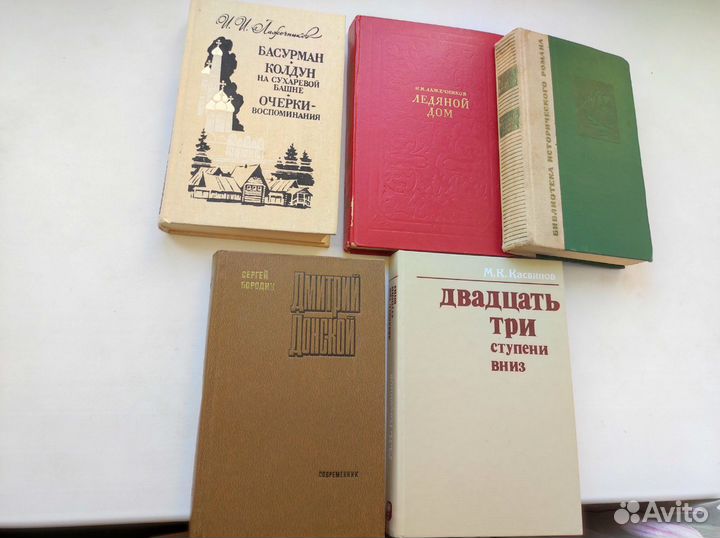 И. И. Лажечников
БАСУРМАН
КОЛДУН
НА СУХАРЕВОЙ
БАШНЕ
ОЧЕРКИ-
ВОСПОМИНАНИЯ
И.И.ЛАЖЕЧНИКОВ
ЛЕДЯНОЙ
ДОМ
БИБЛИОТЕКА ИСТОРИЧЕСКОГО РОМАНА
СЕРГЕЙ
БОРОДИН
ДМИТРИЙ
ДОНСКОЙ
СОВРЕМЕННИК
М.К. Касвинов
ДВАДЦАТЬ
ТРИ
СТУПЕНИ
ВНИЗ
Avito